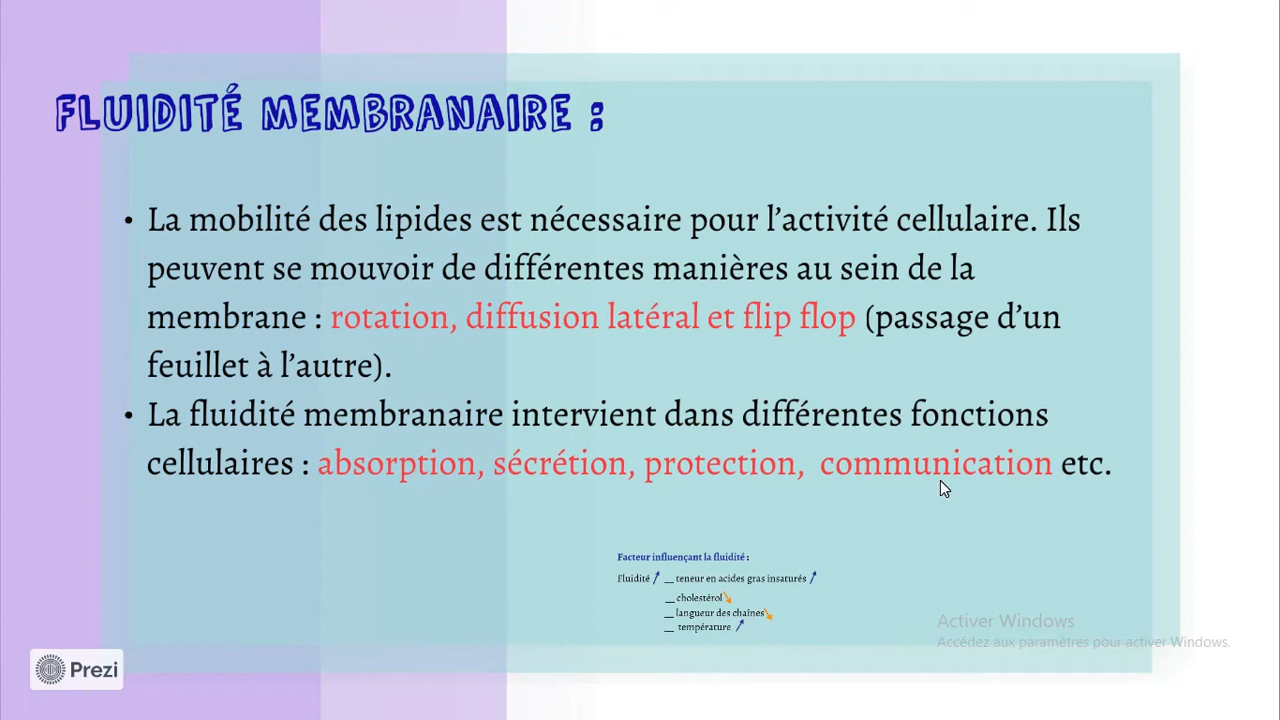 FLUIDITÉ MEMBRANAIRE :
• La mobilité des lipides est nécessaire pour l’activité cellulaire. Ils
peuvent se mouvoir de différentes manières au sein de la
membrane : rotation, diffusion latéral et flip flop (passage d’un
feuillet à l’autre).
• La fluidité membranaire intervient dans différentes fonctions
cellulaires : absorption, sécrétion, protection, communication etc.
Facteur influençant la fluidité :
Fluidité __ teneur en acides gras insaturés
__ cholestérol
__ langueur des chaînes
__ température
Activer Windows
Accédez aux paramètres pour activer Windows.
Prezi